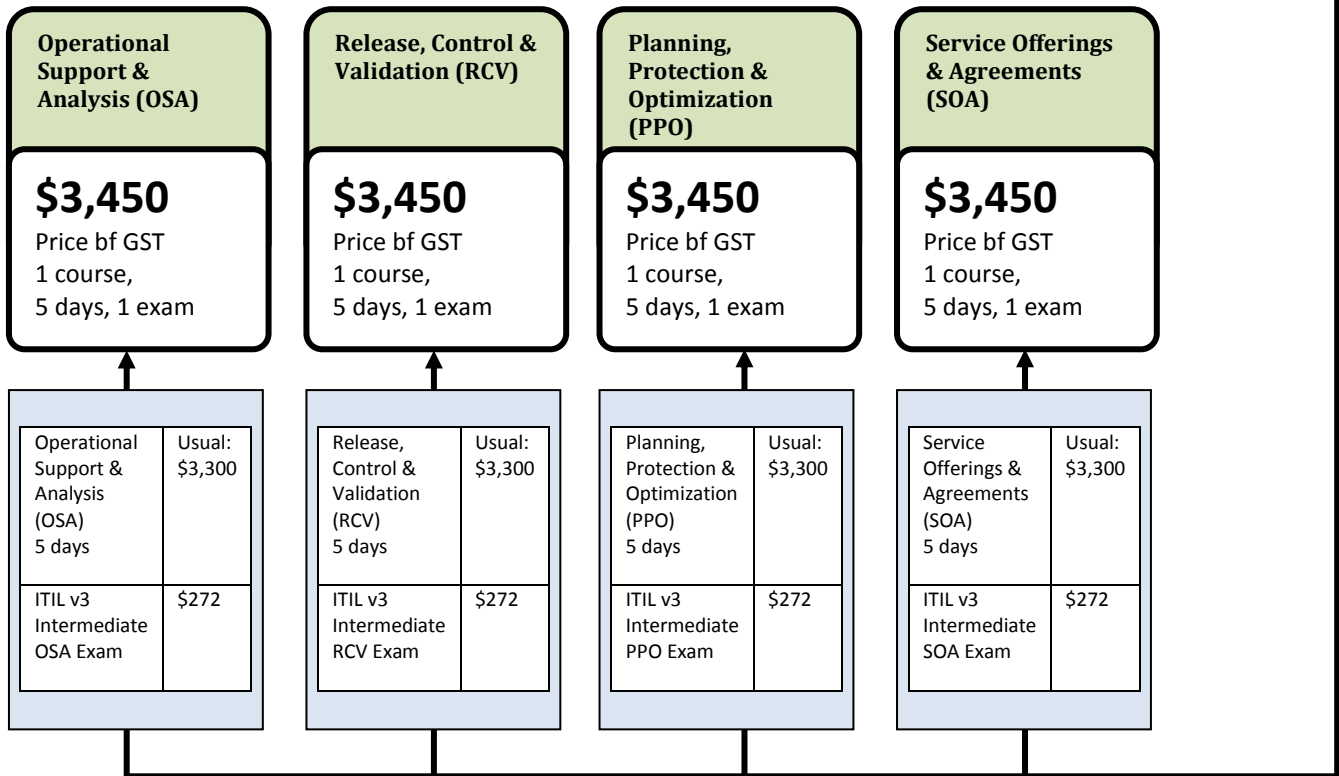 Operational
Support &
Analysis (OSA)
$3,450
Price bf GST
1 course,
5 days, 1 exam
Release, Control &
Validation (RCV)
$3,450
Price bf GST
1 course,
5 days, 1 exam
Planning,
Protection &
Optimization
(PPO)
$3,450
Price bf GST
1 course,
5 days, 1 exam
Service Offerings
& Agreements
(SOA)
$3,450
Price bf GST
1 course,
5 days, 1 exam
Operational
Support &
Analysis
(OSA)
5 days
Usual:
$3,300
ITIL v3
Intermediate
OSA Exam
$272
Release,
Control &
Validation
(RCV)
5 days
Usual:
$3,300
ITIL v3
Intermediate
RCV Exam
$272
Planning,
Protection &
Optimization
(PPO)
5 days
Usual:
$3,300
ITIL v3
Intermediate
PPO Exam
$272
Service
Offerings &
Agreements
(SOA)
5 days
Usual:
$3,300
ITIL v3
Intermediate
SOA Exam
$272